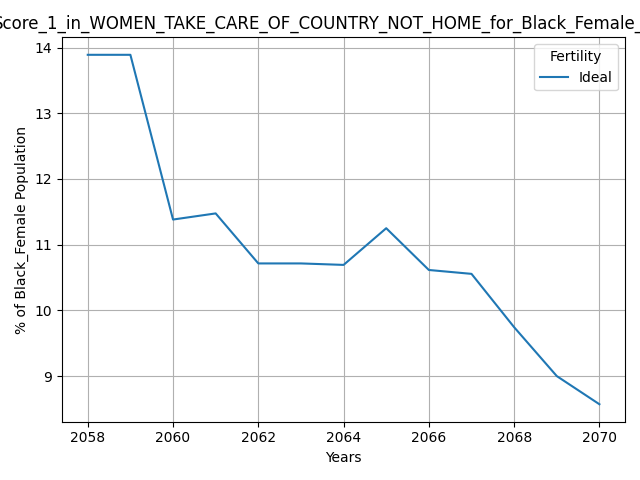 Score_1_in_WOMEN_TAKE_CARE_OF_COUNTRY_NOT_HOME_for_Black_Female_
Fertility
Ideal
% of Black_Female Population
14
13
12
11
10
9
2058 2060 2062 2064 2066 2068 2070
Years